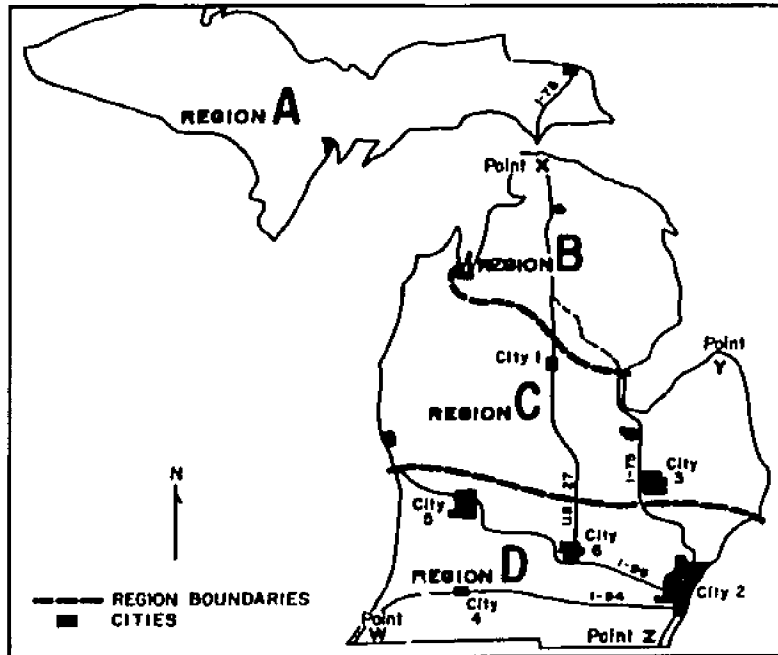 REGION A
I-75
Point X
REGION B
Point Y
City 1
REGION C
I-75
City 3
U.S. 27
City 5
City 6
I-96
City 2
REGION D
I-94
City 4
Point W
Point Z
N
REGION BOUNDARIES
CITIES